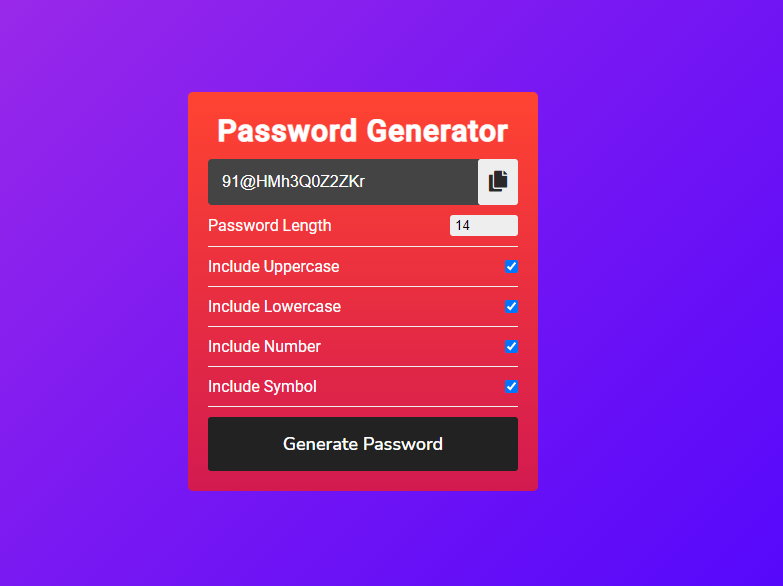 Password Generator
91@HMh3Q0Z2ZKr
Password Length 14
Include Uppercase
Include Lowercase
Include Number
Include Symbol
Generate Password